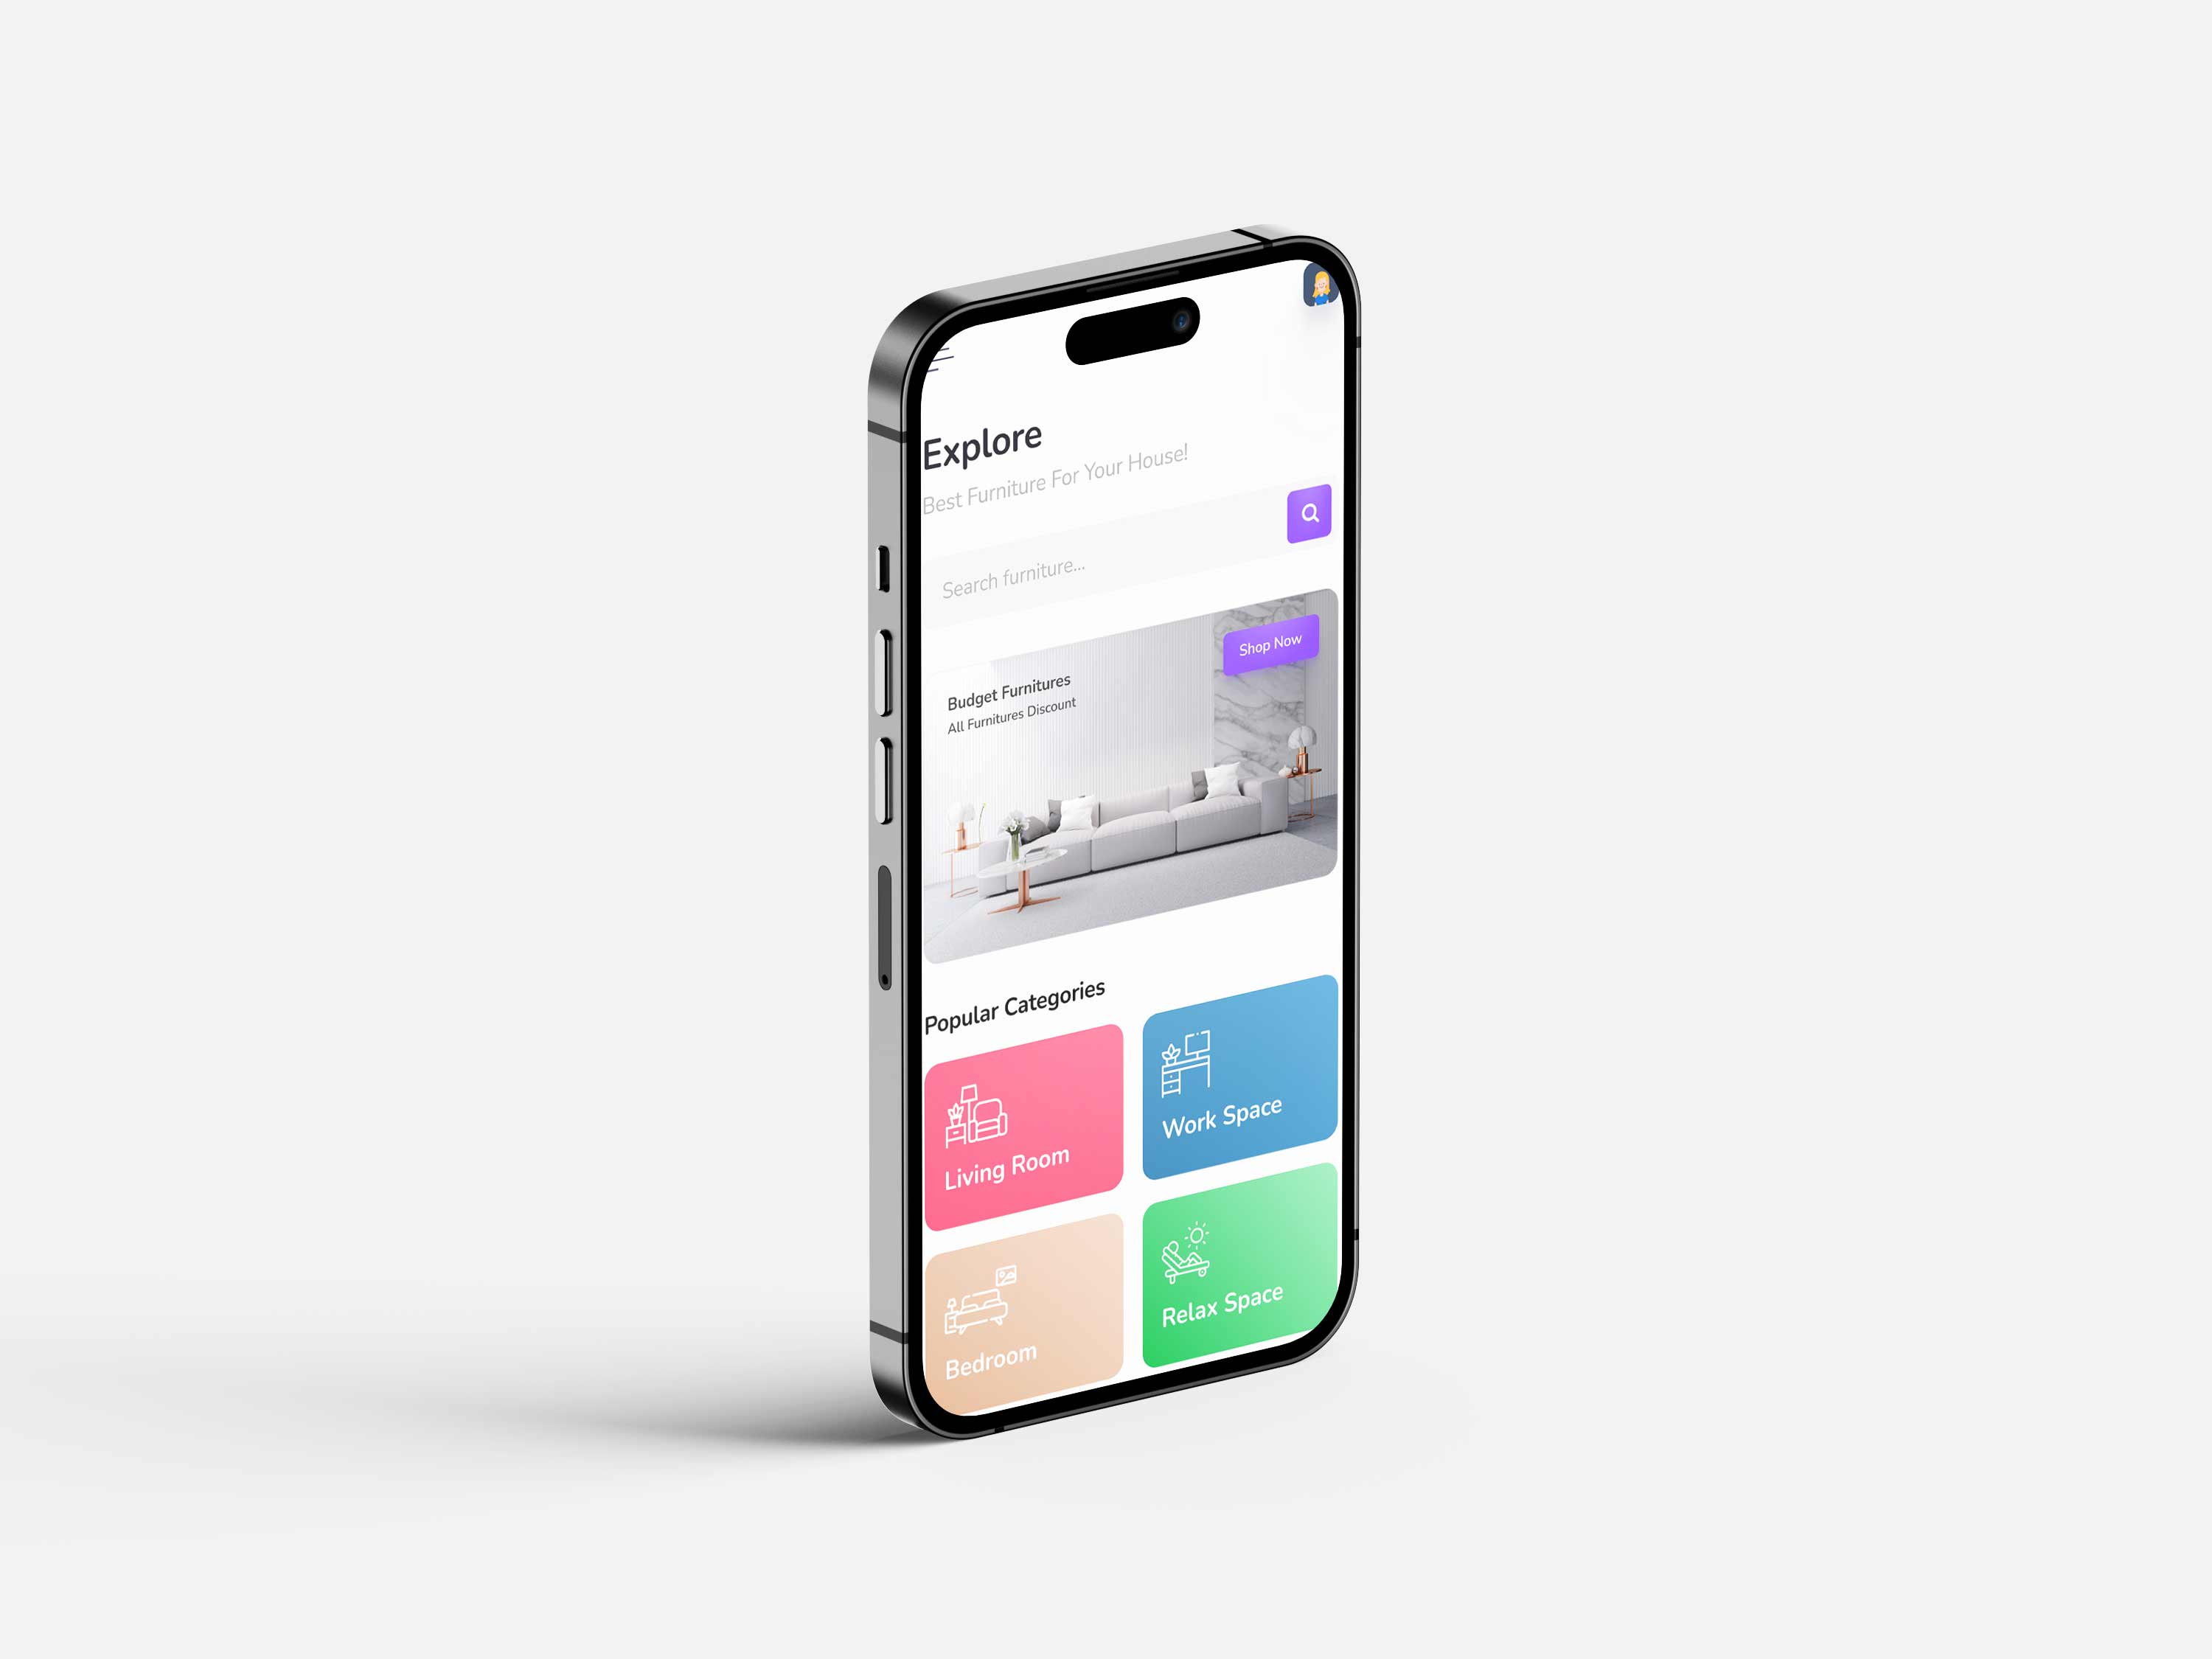 Explore
Best Furniture For Your House!
Search furniture...
Shop Now
Budget Furnitures
All Furnitures Discount
Popular Categories
Living Room
Work Space
Bedroom
Relax Space